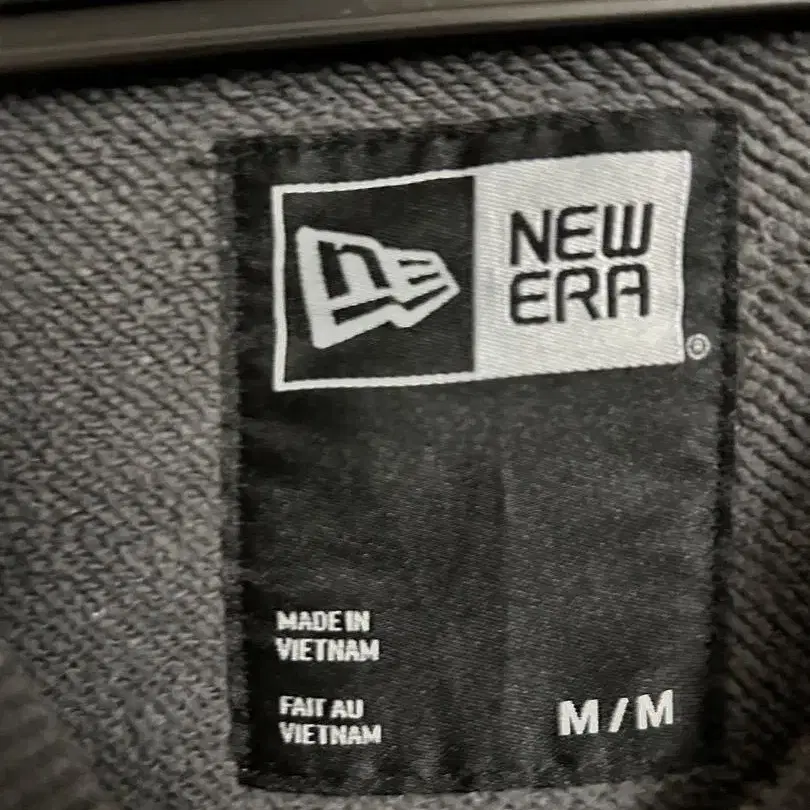 n
NEW
ERA
®
MADE IN
VIETNAM
FAIT AU
VIETNAM
M / M